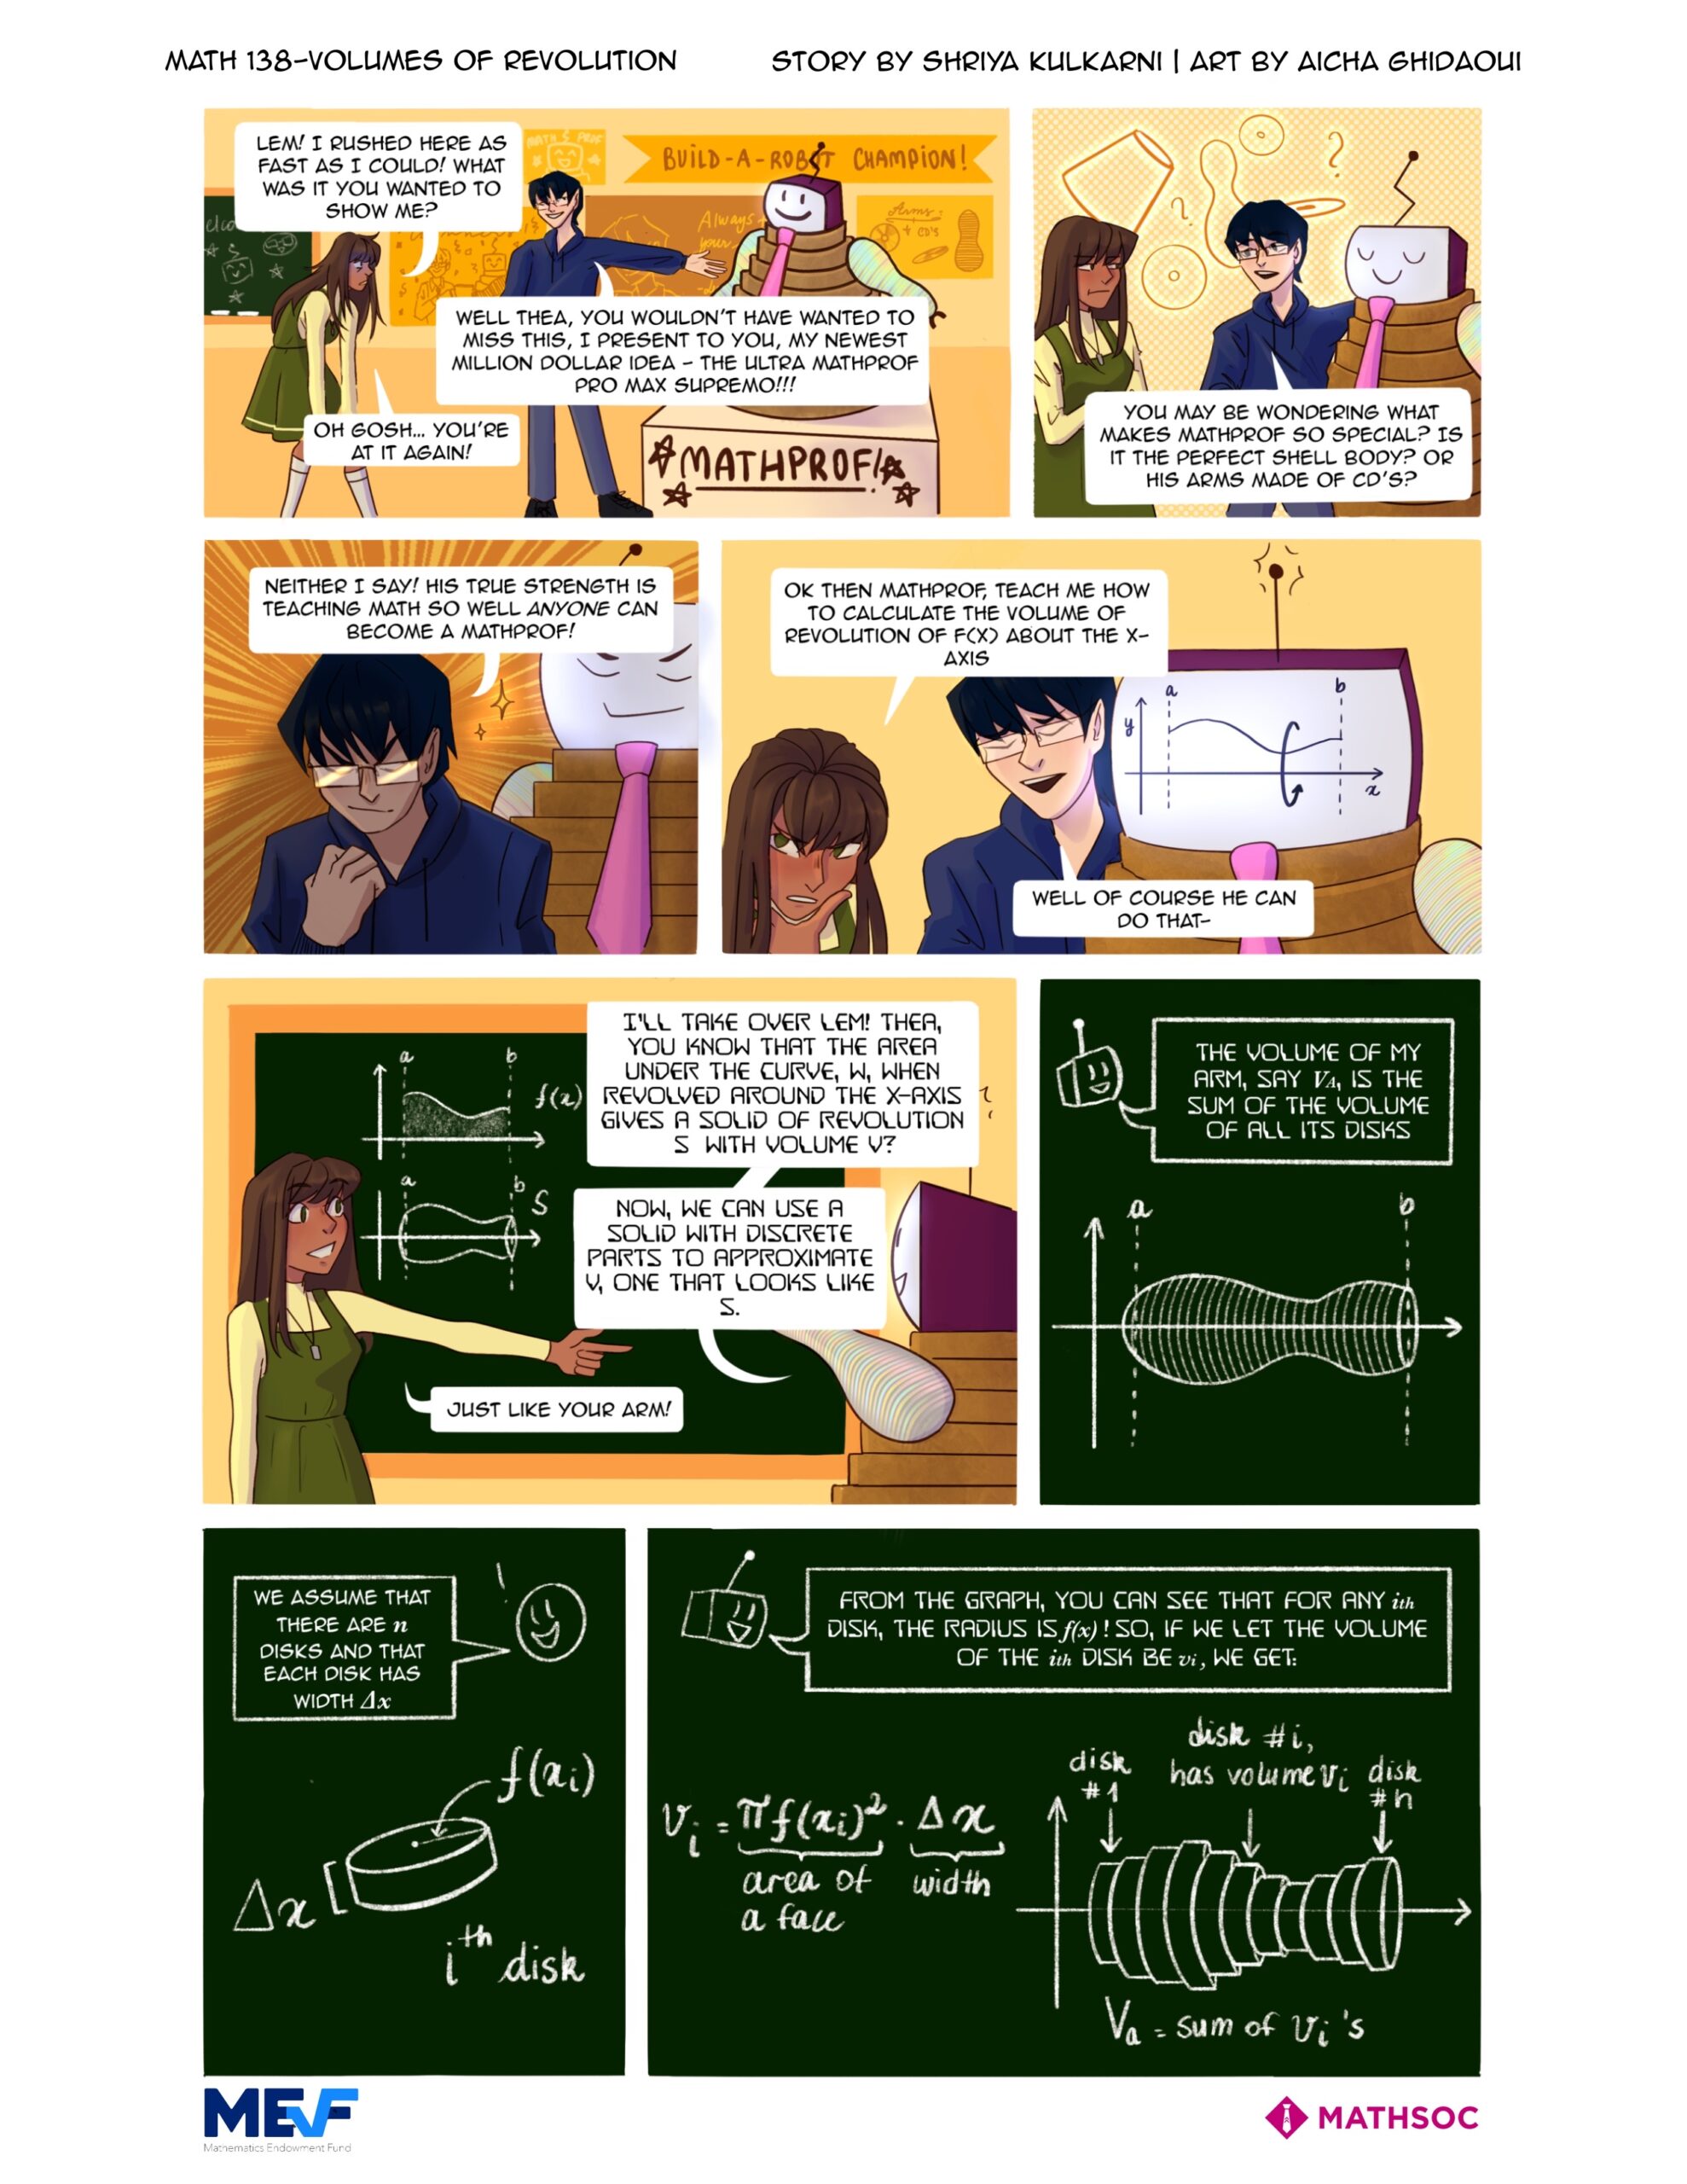 MATH 138-VOLUMES OF REVOLUTION
STORY BY SHRIYA KULKARNI | ART BY AICHA GHIDAOUI
LEM! I RUSHED HERE AS
FAST AS I COULD! WHAT
WAS IT YOU WANTED TO
SHOW ME?
MATH PROF
BUILD-A-ROBOT CHAMPION!
Always
your
Arms:
+ CD'S
WELL THEA, YOU WOULDN'T HAVE WANTED TO
MISS THIS, I PRESENT TO YOU, MY NEWEST
MILLION DOLLAR IDEA - THE ULTRA MATHPROF
PRO MAX SUPREMO!!!
OH GOSH... YOU'RE
AT IT AGAIN!
MATHPROF!
? ?
YOU MAY BE WONDERING WHAT
MAKES MATHPROF SO SPECIAL? IS
IT THE PERFECT SHELL BODY? OR
HIS ARMS MADE OF CD'S?
NEITHER I SAY! HIS TRUE STRENGTH IS
TEACHING MATH SO WELL ANYONE CAN
BECOME A MATHPROF!
OK THEN MATHPROF, TEACH ME HOW
TO CALCULATE THE VOLUME OF
REVOLUTION OF F(X) ABOUT THE X-
AXIS
a b
y
x
WELL OF COURSE HE CAN
DO THAT-
I'LL TAKE OVER LEM! THEA,
YOU KNOW THAT THE AREA
UNDER THE CURVE, W, WHEN
REVOLVED AROUND THE X-AXIS
GIVES A SOLID OF REVOLUTION
S WITH VOLUME V?
a b
f(x)
a b
S
NOW, WE CAN USE A
SOLID WITH DISCRETE
PARTS TO APPROXIMATE
V, ONE THAT LOOKS LIKE
S.
JUST LIKE YOUR ARM!
THE VOLUME OF MY
ARM, SAY VA, IS THE
SUM OF THE VOLUME
OF ALL ITS DISKS
a b
WE ASSUME THAT
THERE ARE n
DISKS AND THAT
EACH DISK HAS
WIDTH Δx
!
f(xi)
Δx
ith disk
FROM THE GRAPH, YOU CAN SEE THAT FOR ANY ith
DISK, THE RADIUS IS f(x) ! SO, IF WE LET THE VOLUME
OF THE ith DISK BE vi , WE GET:
vi = πf(xi)² · Δx
area of width
a face
disk
#1
disk #i,
has volume vi
disk
#n
Va = sum of vi's
MEF
Mathematics Endowment Fund
MATHSOC